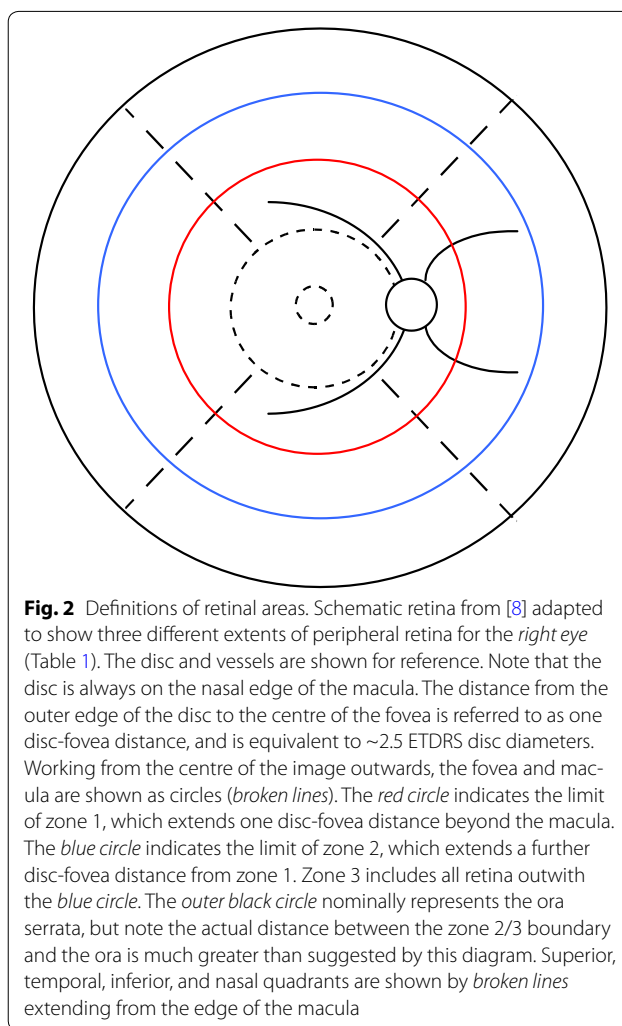 Fig. 2 Definitions of retinal areas. Schematic retina from [8] adapted
to show three different extents of peripheral retina for the right eye
(Table 1). The disc and vessels are shown for reference. Note that the
disc is always on the nasal edge of the macula. The distance from the
outer edge of the disc to the centre of the fovea is referred to as one
disc-fovea distance, and is equivalent to ~2.5 ETDRS disc diameters.
Working from the centre of the image outwards, the fovea and mac-
ula are shown as circles (broken lines). The red circle indicates the limit
of zone 1, which extends one disc-fovea distance beyond the macula.
The blue circle indicates the limit of zone 2, which extends a further
disc-fovea distance from zone 1. Zone 3 includes all retina outwith
the blue circle. The outer black circle nominally represents the ora
serrata, but note the actual distance between the zone 2/3 boundary
and the ora is much greater than suggested by this diagram. Superior,
temporal, inferior, and nasal quadrants are shown by broken lines
extending from the edge of the macula